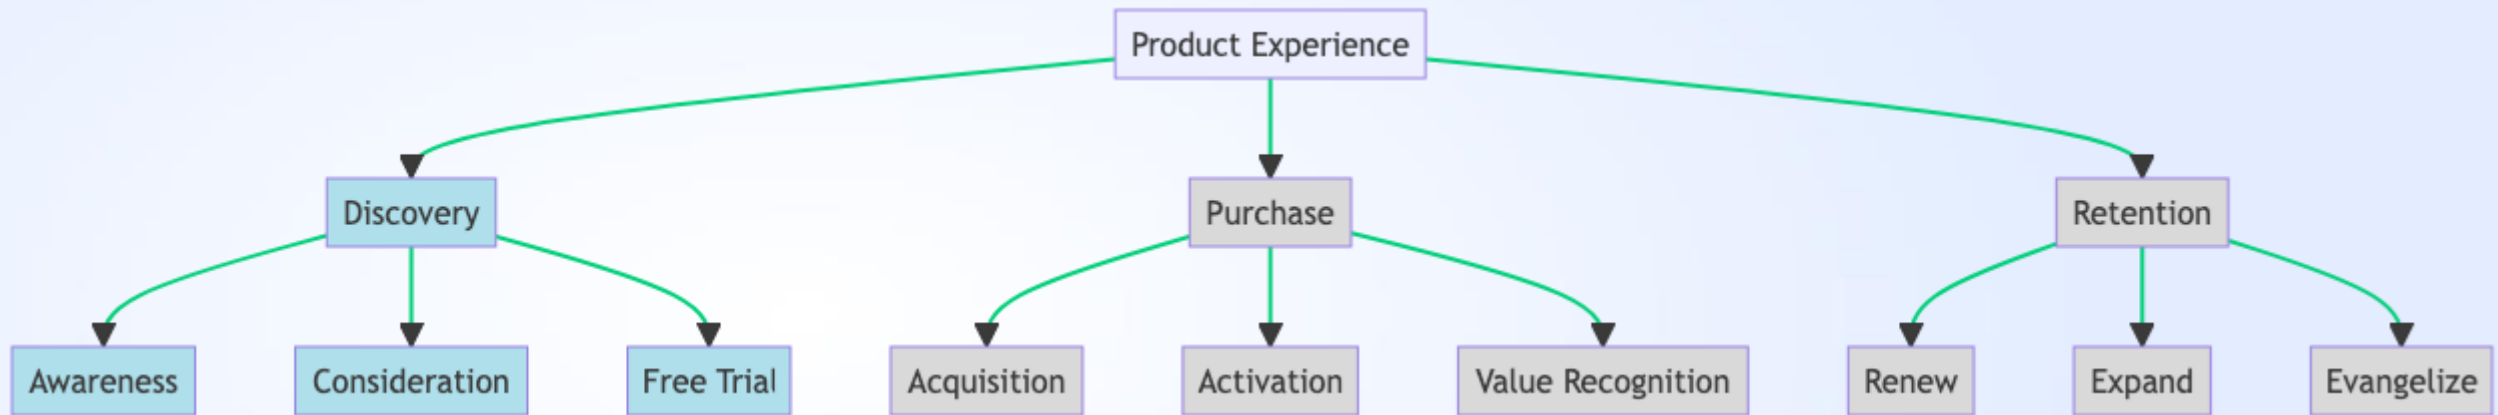 Product Experience
Discovery
Purchase
Retention
Awareness
Consideration
Free Trial
Acquisition
Activation
Value Recognition
Renew
Expand
Evangelize